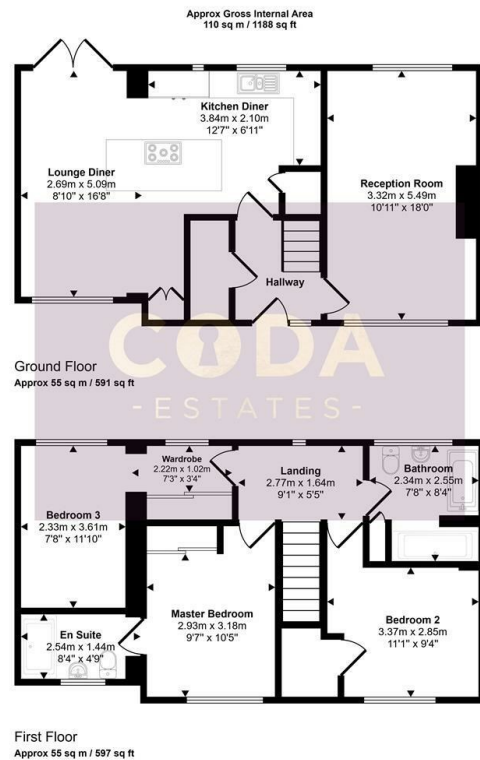 Approx Gross Internal Area
110 sq m / 1188 sq ft
Kitchen Diner
3.84m x 2.10m
12'7" x 6'11"
Lounge Diner
2.69m x 5.09m
8'10" x 16'8"
Reception Room
3.32m x 5.49m
10'11" x 18'0"
Hallway
CODA
-ESTATES-
Ground Floor
Approx 55 sq m / 591 sq ft
Wardrobe
2.22m x 1.02m
7'3" x 3'4"
Landing
2.77m x 1.64m
9'1" x 5'5"
Bathroom
2.34m x 2.55m
7'8" x 8'4"
Bedroom 3
2.33m x 3.61m
7'8" x 11'10"
Master Bedroom
2.93m x 3.18m
9'7" x 10'5"
Bedroom 2
3.37m x 2.85m
11'1" x 9'4"
En Suite
2.54m x 1.44m
8'4" x 4'9"
First Floor
Approx 55 sq m / 597 sq ft